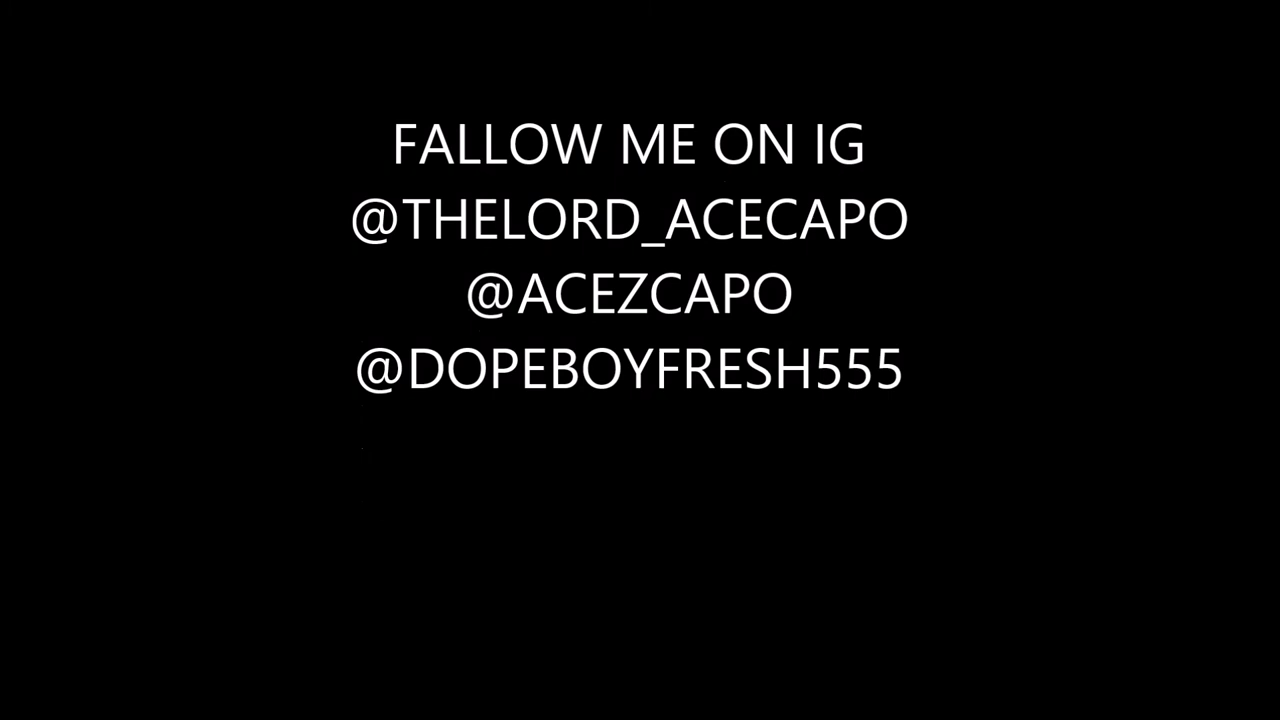 FALLOW ME ON IG
@THELORD_ACECAPO
@ACEZCAPO
@DOPEBOYFRESH555